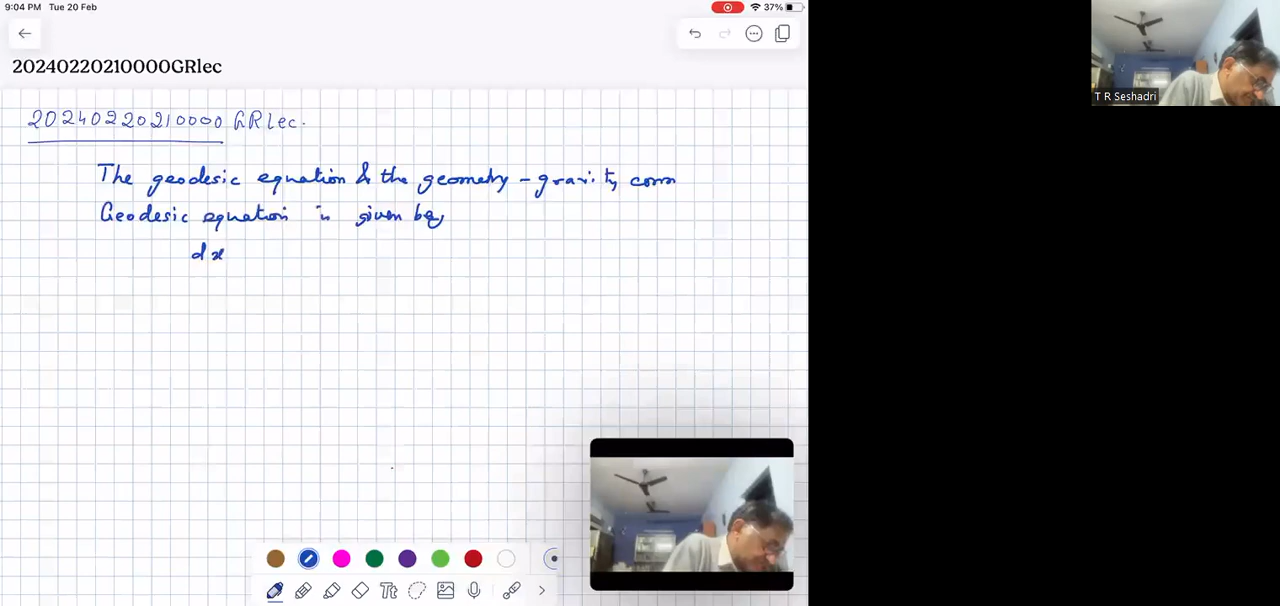 9:04 PM Tue 20 Feb
37%
20240220210000GRlec
20240220210000 GRlec.
The geodesic equation & the geometry - gravity conn
Geodesic equation is given by
dx
Tt
T R Seshadri